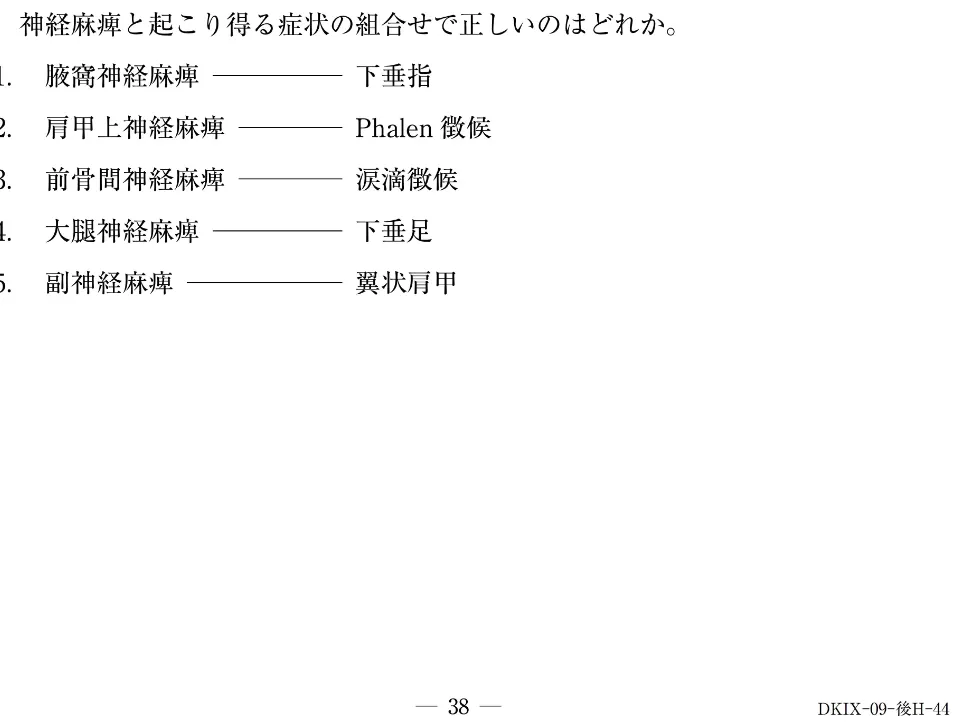 神経麻痺と起こり得る症状の組合せで正しいのはどれか。
1. 腋窩神経麻痺 ――――― 下垂指
2. 肩甲上神経麻痺 ―――― Phalen 徴候
3. 前骨間神経麻痺 ―――― 涙滴徴候
4. 大腿神経麻痺 ――――― 下垂足
5. 副神経麻痺 ―――――― 翼状肩甲
― 38 ―
DKIX-09-後H-44